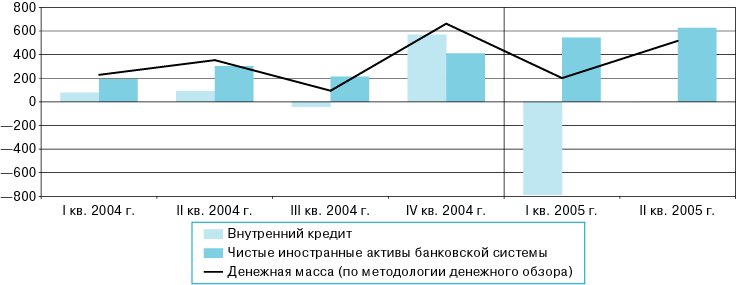 800
600
400
200
0
—200
—400
—600
—800
I кв. 2004 г. II кв. 2004 г. III кв. 2004 г. IV кв. 2004 г. I кв. 2005 г. II кв. 2005 г.
Внутренний кредит
Чистые иностранные активы банковской системы
Денежная масса (по методологии денежного обзора)